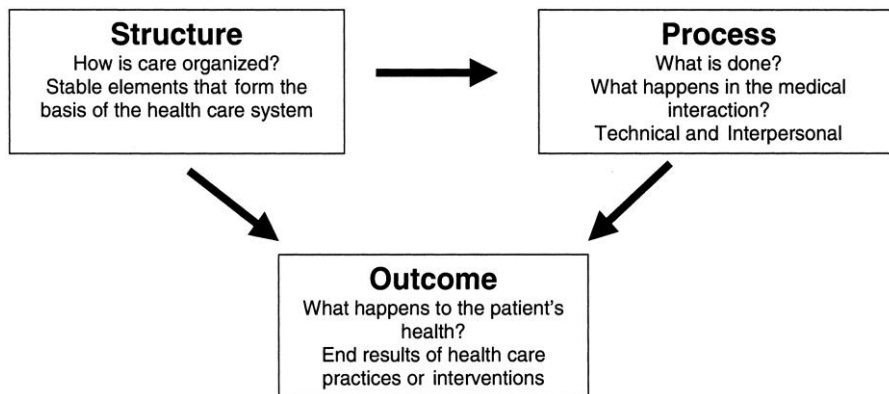 Structure
How is care organized?
Stable elements that form the
basis of the health care system
Process
What is done?
What happens in the medical
interaction?
Technical and Interpersonal
Outcome
What happens to the patient's
health?
End results of health care
practices or interventions